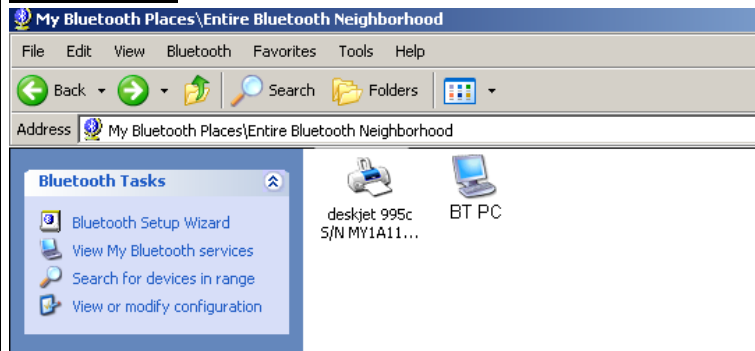 My Bluetooth Places\Entire Bluetooth Neighborhood
File Edit View Bluetooth Favorites Tools Help
Back Search Folders
Address My Bluetooth Places\Entire Bluetooth Neighborhood
Bluetooth Tasks
Bluetooth Setup Wizard
View My Bluetooth services
Search for devices in range
View or modify configuration
deskjet 995c
S/N MY1A11...
BT PC